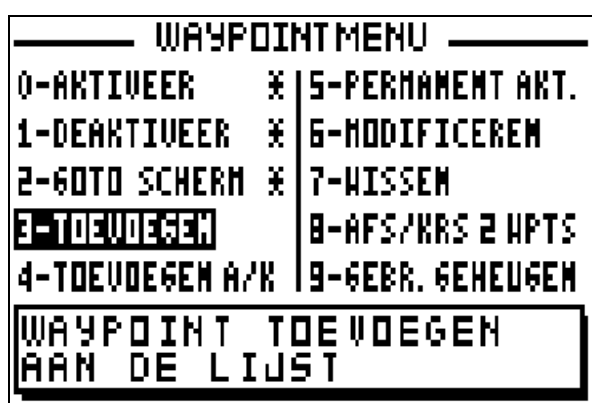 WAYPOINTMENU
0-AKTIVEER *
1-DEAKTIVEER *
2-GOTO SCHERM *
3-TOEVOEGEN
4-TOEVOEGEN A/K
5-PERMANENT AKT.
6-MODIFICEREN
7-WISSEN
8-AFS/KRS 2 WPTS
9-GEBR. GEHEUGEN
WAYPOINT TOEVOEGEN
AAN DE LIJST